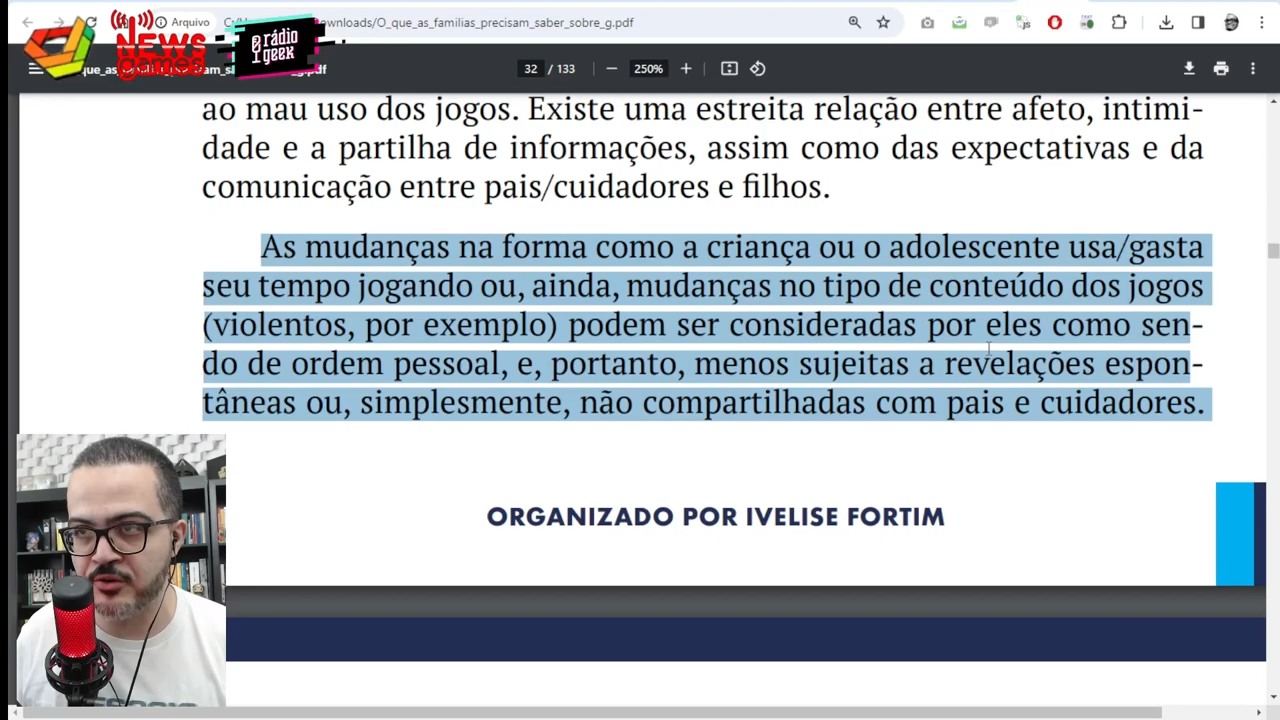 Arquivo
ownloads/O_que_as_familias_precisam_saber_sobre_g.pdf
NEWS
games
rádio
geek
32 / 133
250%
ao mau uso dos jogos. Existe uma estreita relação entre afeto, intimi-
dade e a partilha de informações, assim como das expectativas e da
comunicação entre pais/cuidadores e filhos.
As mudanças na forma como a criança ou o adolescente usa/gasta
seu tempo jogando ou, ainda, mudanças no tipo de conteúdo dos jogos
(violentos, por exemplo) podem ser consideradas por eles como sen-
do de ordem pessoal, e, portanto, menos sujeitas a revelações espon-
tâneas ou, simplesmente, não compartilhadas com pais e cuidadores.
ORGANIZADO POR IVELISE FORTIM